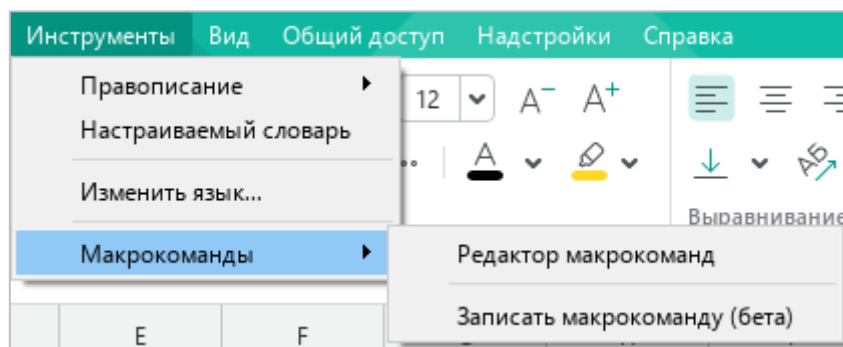 Инструменты Вид Общий доступ Надстройки Справка
Правописание
12 A⁻ A⁺
Настраиваемый словарь
А АБ
Изменить язык...
Выравнивание
Макрокоманды
Редактор макрокоманд
Записать макрокоманду (бета)
E F